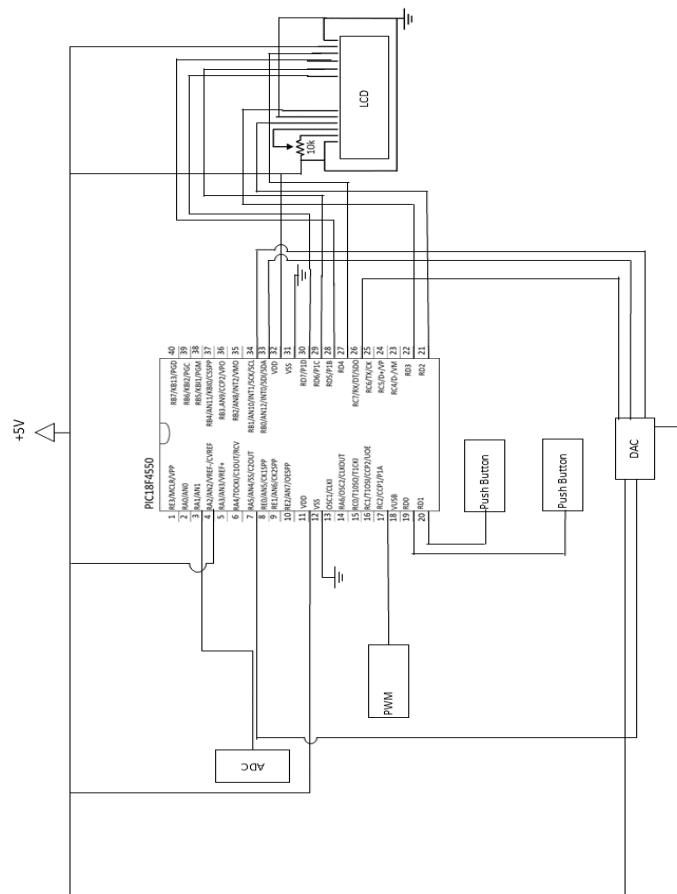 LCD
10k
+5V
40 RB7/KB13/PGD
39 RB6/KBI2/PGC
38 RB5/KBI1/PGM
37 RB4/AN11/KBI0/CSSPP
36 RB3.AN9/CCP2/VPO
35 RB2/AN8/INT2/VMO
34 RB1/AN10/INT1/SCK/SCL
33 RB0/AN12/INT0/SDI/SDA
32 VDD
31 VSS
30 RD7/P1D
29 RD6/P1C
28 RD5/P1B
27 RD4
26 RC7/RX/DT/SDO
25 RC6/TX/CK
24 RC5/D+/VP
23 RC4/D-/VM
22 RD3
21 RD2
PIC18F4550
1 RE3/MCLR/VPP
2 RA0/AN0
3 RA1/AN1
4 RA2/AN2/VREF-/CVREF
5 RA3/AN3/VREF+
6 RA4/TOCKI/C1OUT/RCV
7 RA5/AN4/SS/C2OUT
8 RE0/AN5/CK1SPP
9 RE1/AN6/CK2SPP
10 RE2/AN7/OESPP
11 VDD
12 VSS
13 OSC1/CLKI
14 RA6/OSC2/CLKOUT
15 RC0/T1OSO/T1CKI
16 RC1/T1OSI/CCP2/UOE
17 RC2/CCP1/P1A
18 VUSB
19 RD0
20 RD1
Push Button
Push Button
DAC
PWM
ADC